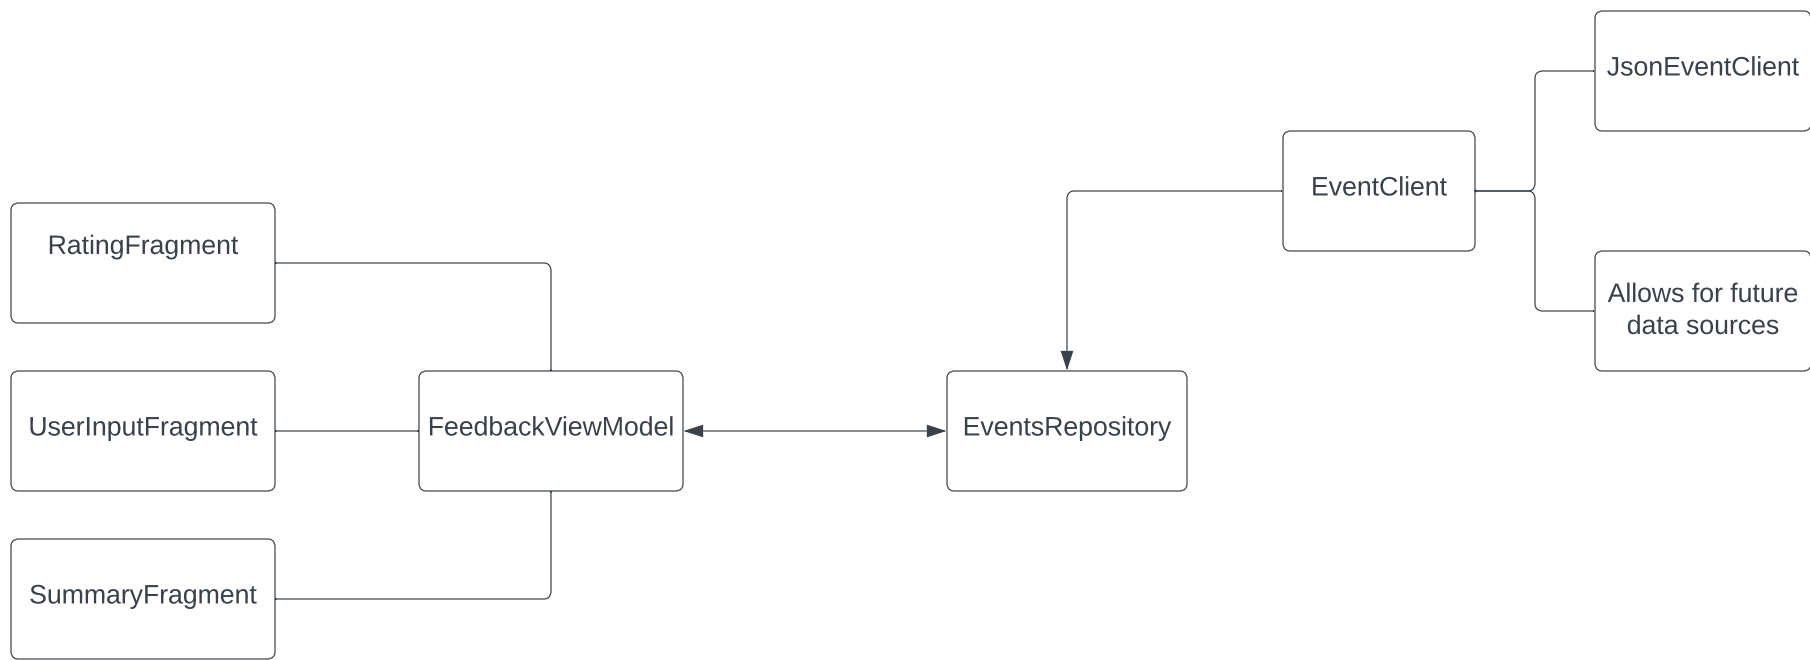 JsonEventClient
EventClient
RatingFragment
Allows for future
data sources
UserInputFragment
FeedbackViewModel
EventsRepository
SummaryFragment